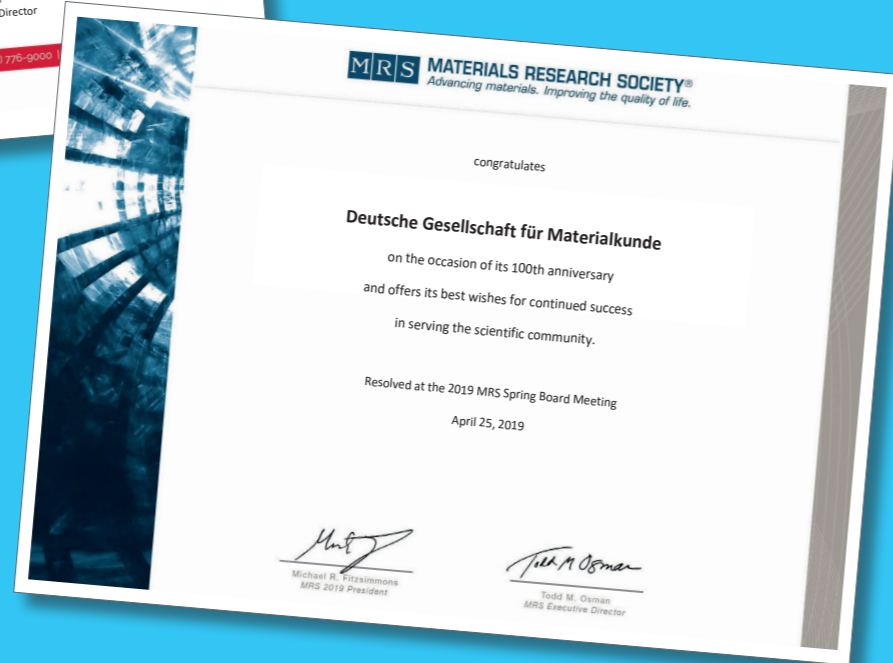 Director
776-9000
MRS MATERIALS RESEARCH SOCIETY®
Advancing materials. Improving the quality of life.
congratulates
Deutsche Gesellschaft für Materialkunde
on the occasion of its 100th anniversary
and offers its best wishes for continued success
in serving the scientific community.
Resolved at the 2019 MRS Spring Board Meeting
April 25, 2019
Todd M Osman
Michael R. Fitzsimmons
MRS 2019 President
Todd M. Osman
MRS Executive Director